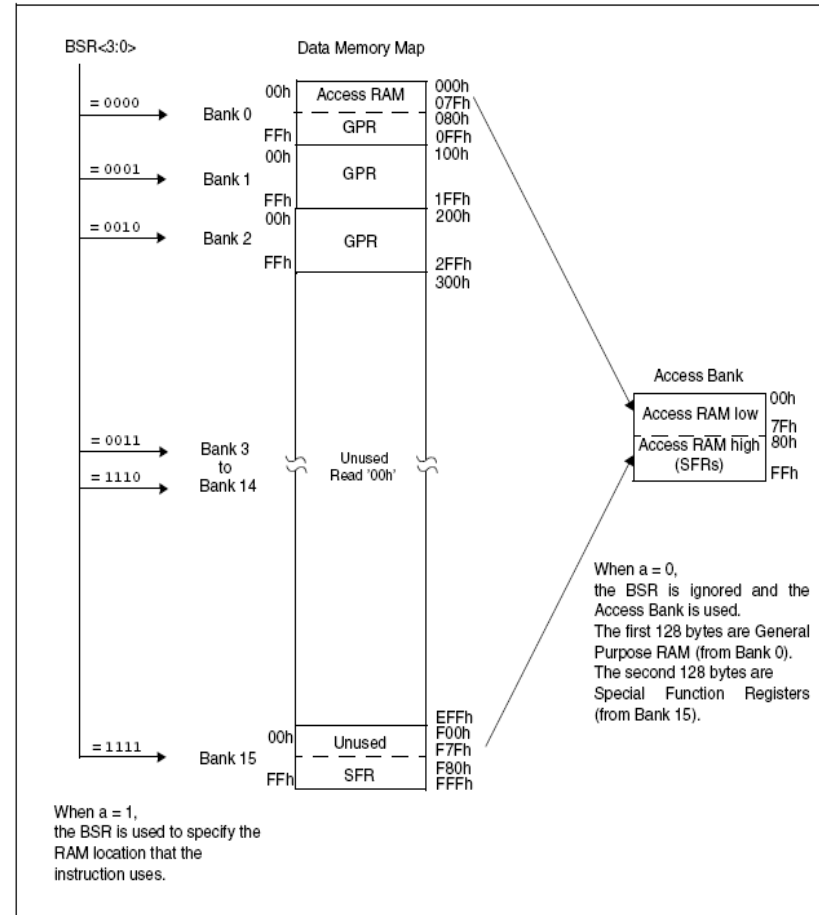 BSR<3:0>
Data Memory Map
= 0000
Bank 0
00h
Access RAM
000h
07Fh
GPR
080h
FFh
0FFh
= 0001
Bank 1
00h
GPR
100h
FFh
1FFh
= 0010
Bank 2
00h
GPR
200h
FFh
2FFh
300h
= 0011
= 1110
Bank 3
to
Bank 14
Unused
Read '00h'
Access Bank
Access RAM low
00h
7Fh
Access RAM high
(SFRs)
80h
FFh
When a = 0,
the BSR is ignored and the
Access Bank is used.
The first 128 bytes are General
Purpose RAM (from Bank 0).
The second 128 bytes are
Special Function Registers
(from Bank 15).
= 1111
Bank 15
EFFh
00h
Unused
F00h
F7Fh
FFh
SFR
F80h
FFFh
When a = 1,
the BSR is used to specify the
RAM location that the
instruction uses.